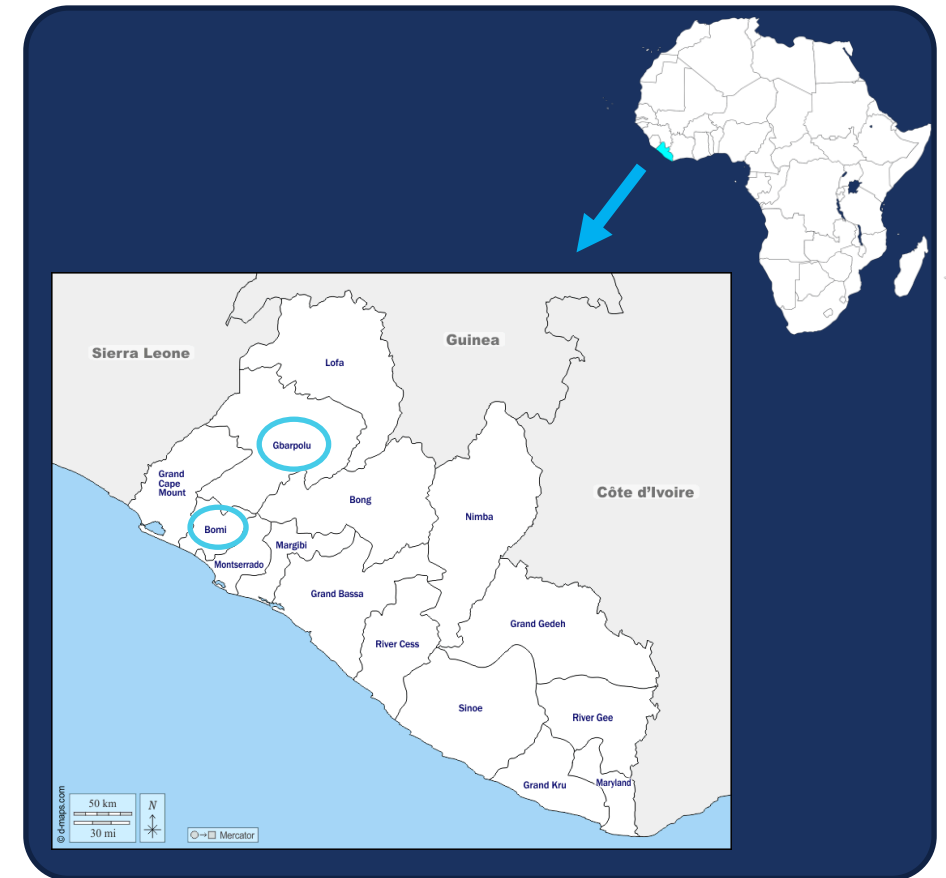 Sierra Leone
Guinea
Lofa
Gbarpolu
Grand
Cape
Mount
Bong
Côte d'Ivoire
Nimba
Bomi
Margibi
Montserrado
Grand Bassa
Grand Gedeh
River Cess
Sinoe
River Gee
Grand Kru
Maryland
© d-maps.com
50 km
30 mi
N
Mercator